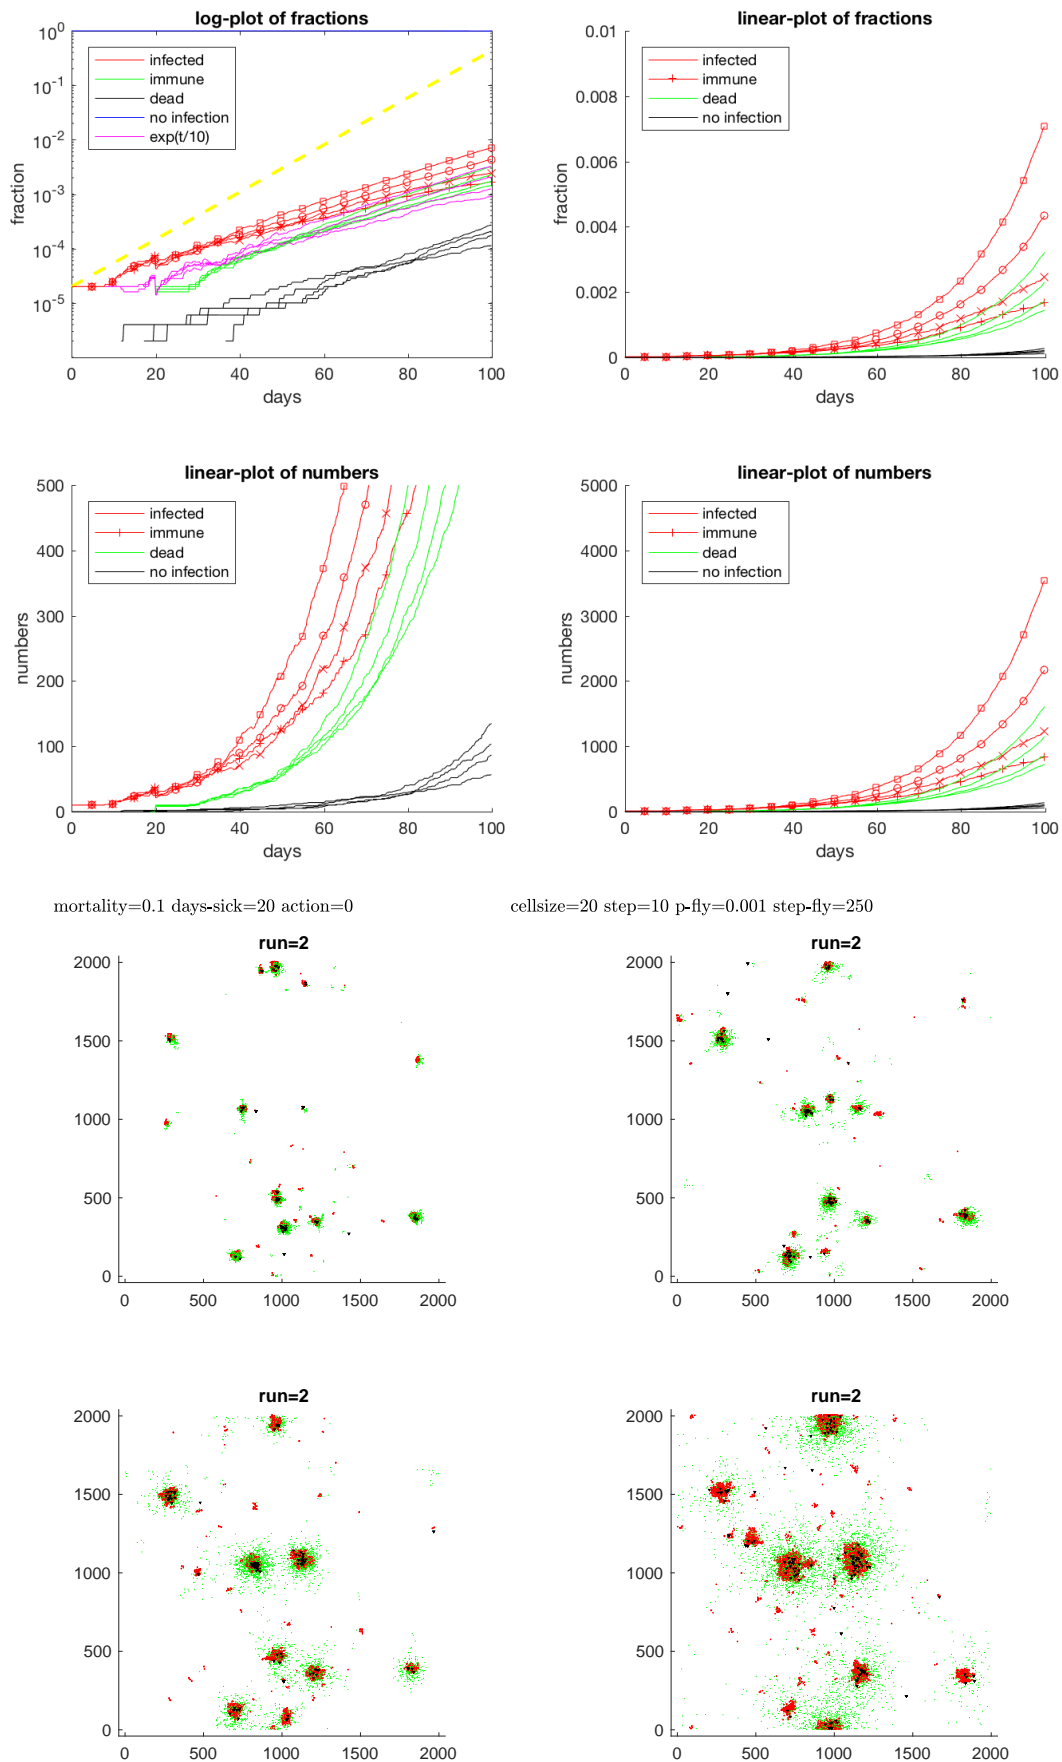 log-plot of fractions
10^0
10^-1
10^-2
10^-3
10^-4
10^-5
fraction
infected
immune
dead
no infection
exp(t/10)
0 20 40 60 80 100
days
linear-plot of fractions
0.01
0.008
0.006
0.004
0.002
0
fraction
infected
immune
dead
no infection
0 20 40 60 80 100
days
linear-plot of numbers
500
400
300
200
100
0
numbers
infected
immune
dead
no infection
0 20 40 60 80 100
days
linear-plot of numbers
5000
4000
3000
2000
1000
0
numbers
infected
immune
dead
no infection
0 20 40 60 80 100
days
mortality=0.1 days-sick=20 action=0
cellsize=20 step=10 p-fly=0.001 step-fly=250
run=2
2000
1500
1000
500
0
0 500 1000 1500 2000
run=2
2000
1500
1000
500
0
0 500 1000 1500 2000
run=2
2000
1500
1000
500
0
0 500 1000 1500 2000
run=2
2000
1500
1000
500
0
0 500 1000 1500 2000